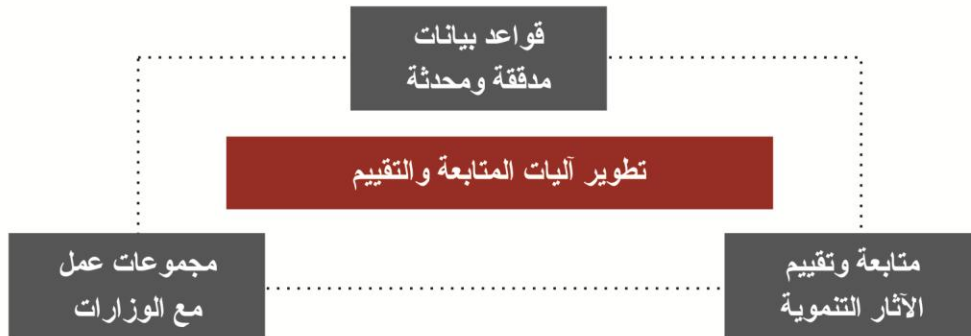 قواعد بيانات
مدققة ومحدثة
تطوير آليات المتابعة والتقييم
متابعة وتقييم
الآثار التنموية
مجموعات عمل
مع الوزارات